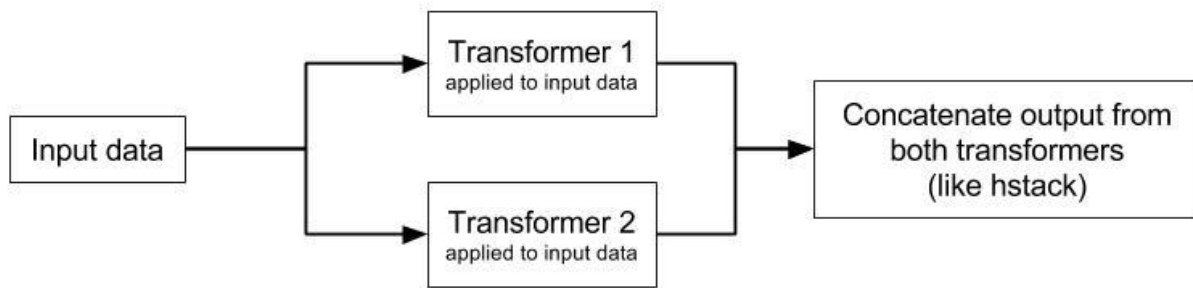 Input data
Transformer 1
applied to input data
Transformer 2
applied to input data
Concatenate output from
both transformers
(like hstack)